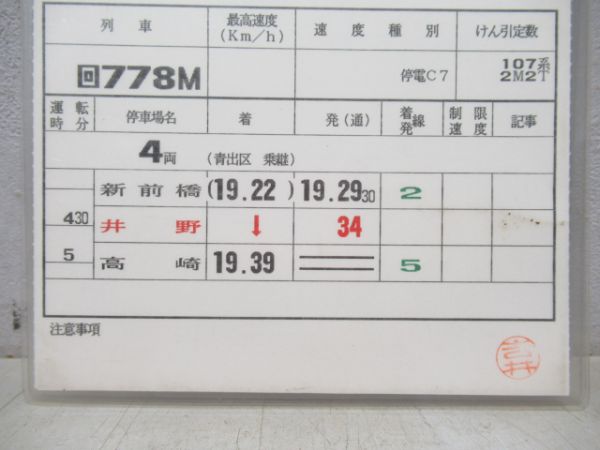 列車 最高速度(Km/h) 速度種別 けん引定数
回778M 停電C7 107系 2M2T
運転時分 停車場名 着 発(通) 着発線 制限速度 記事
4両 (青出区 乗継)
新前橋 (19.22) 19.29 30 2
4 30 井野 ↓ 34
5 高崎 19.39 5
注意事項